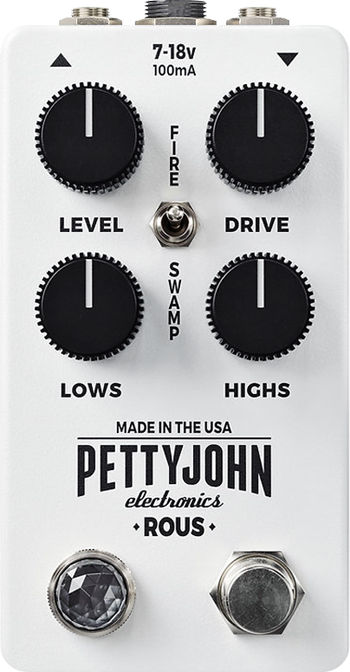 7-18v
100mA
FIRE
LEVEL
DRIVE
SWAMP
LOWS
HIGHS
MADE IN THE USA
PETTYJOHN
electronics
ROUS